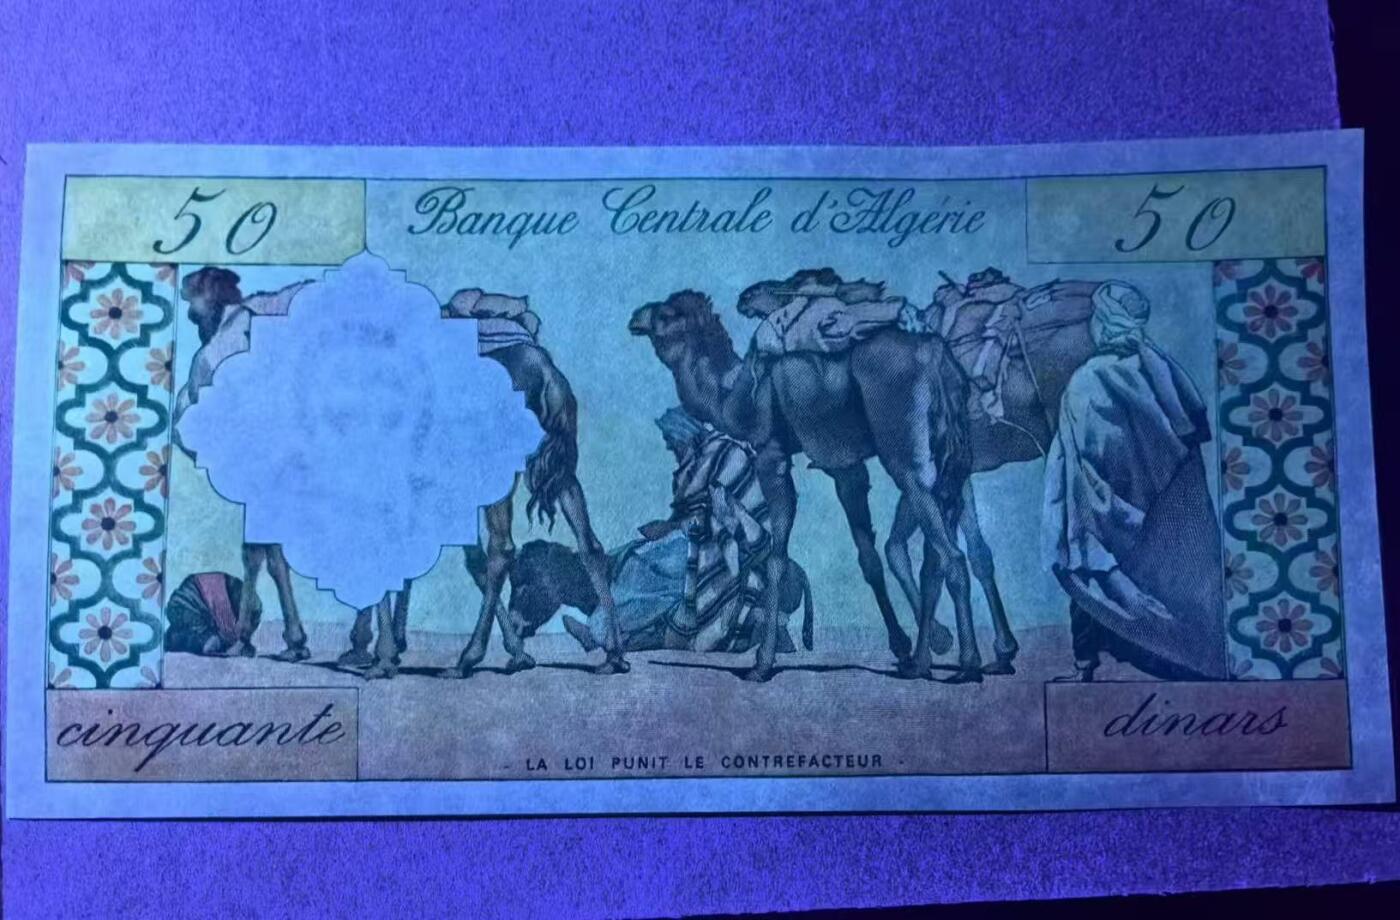 50
Banque Centrale d'Algérie
50
cinquante
dinars
- LA LOI PUNIT LE CONTREFACTEUR -